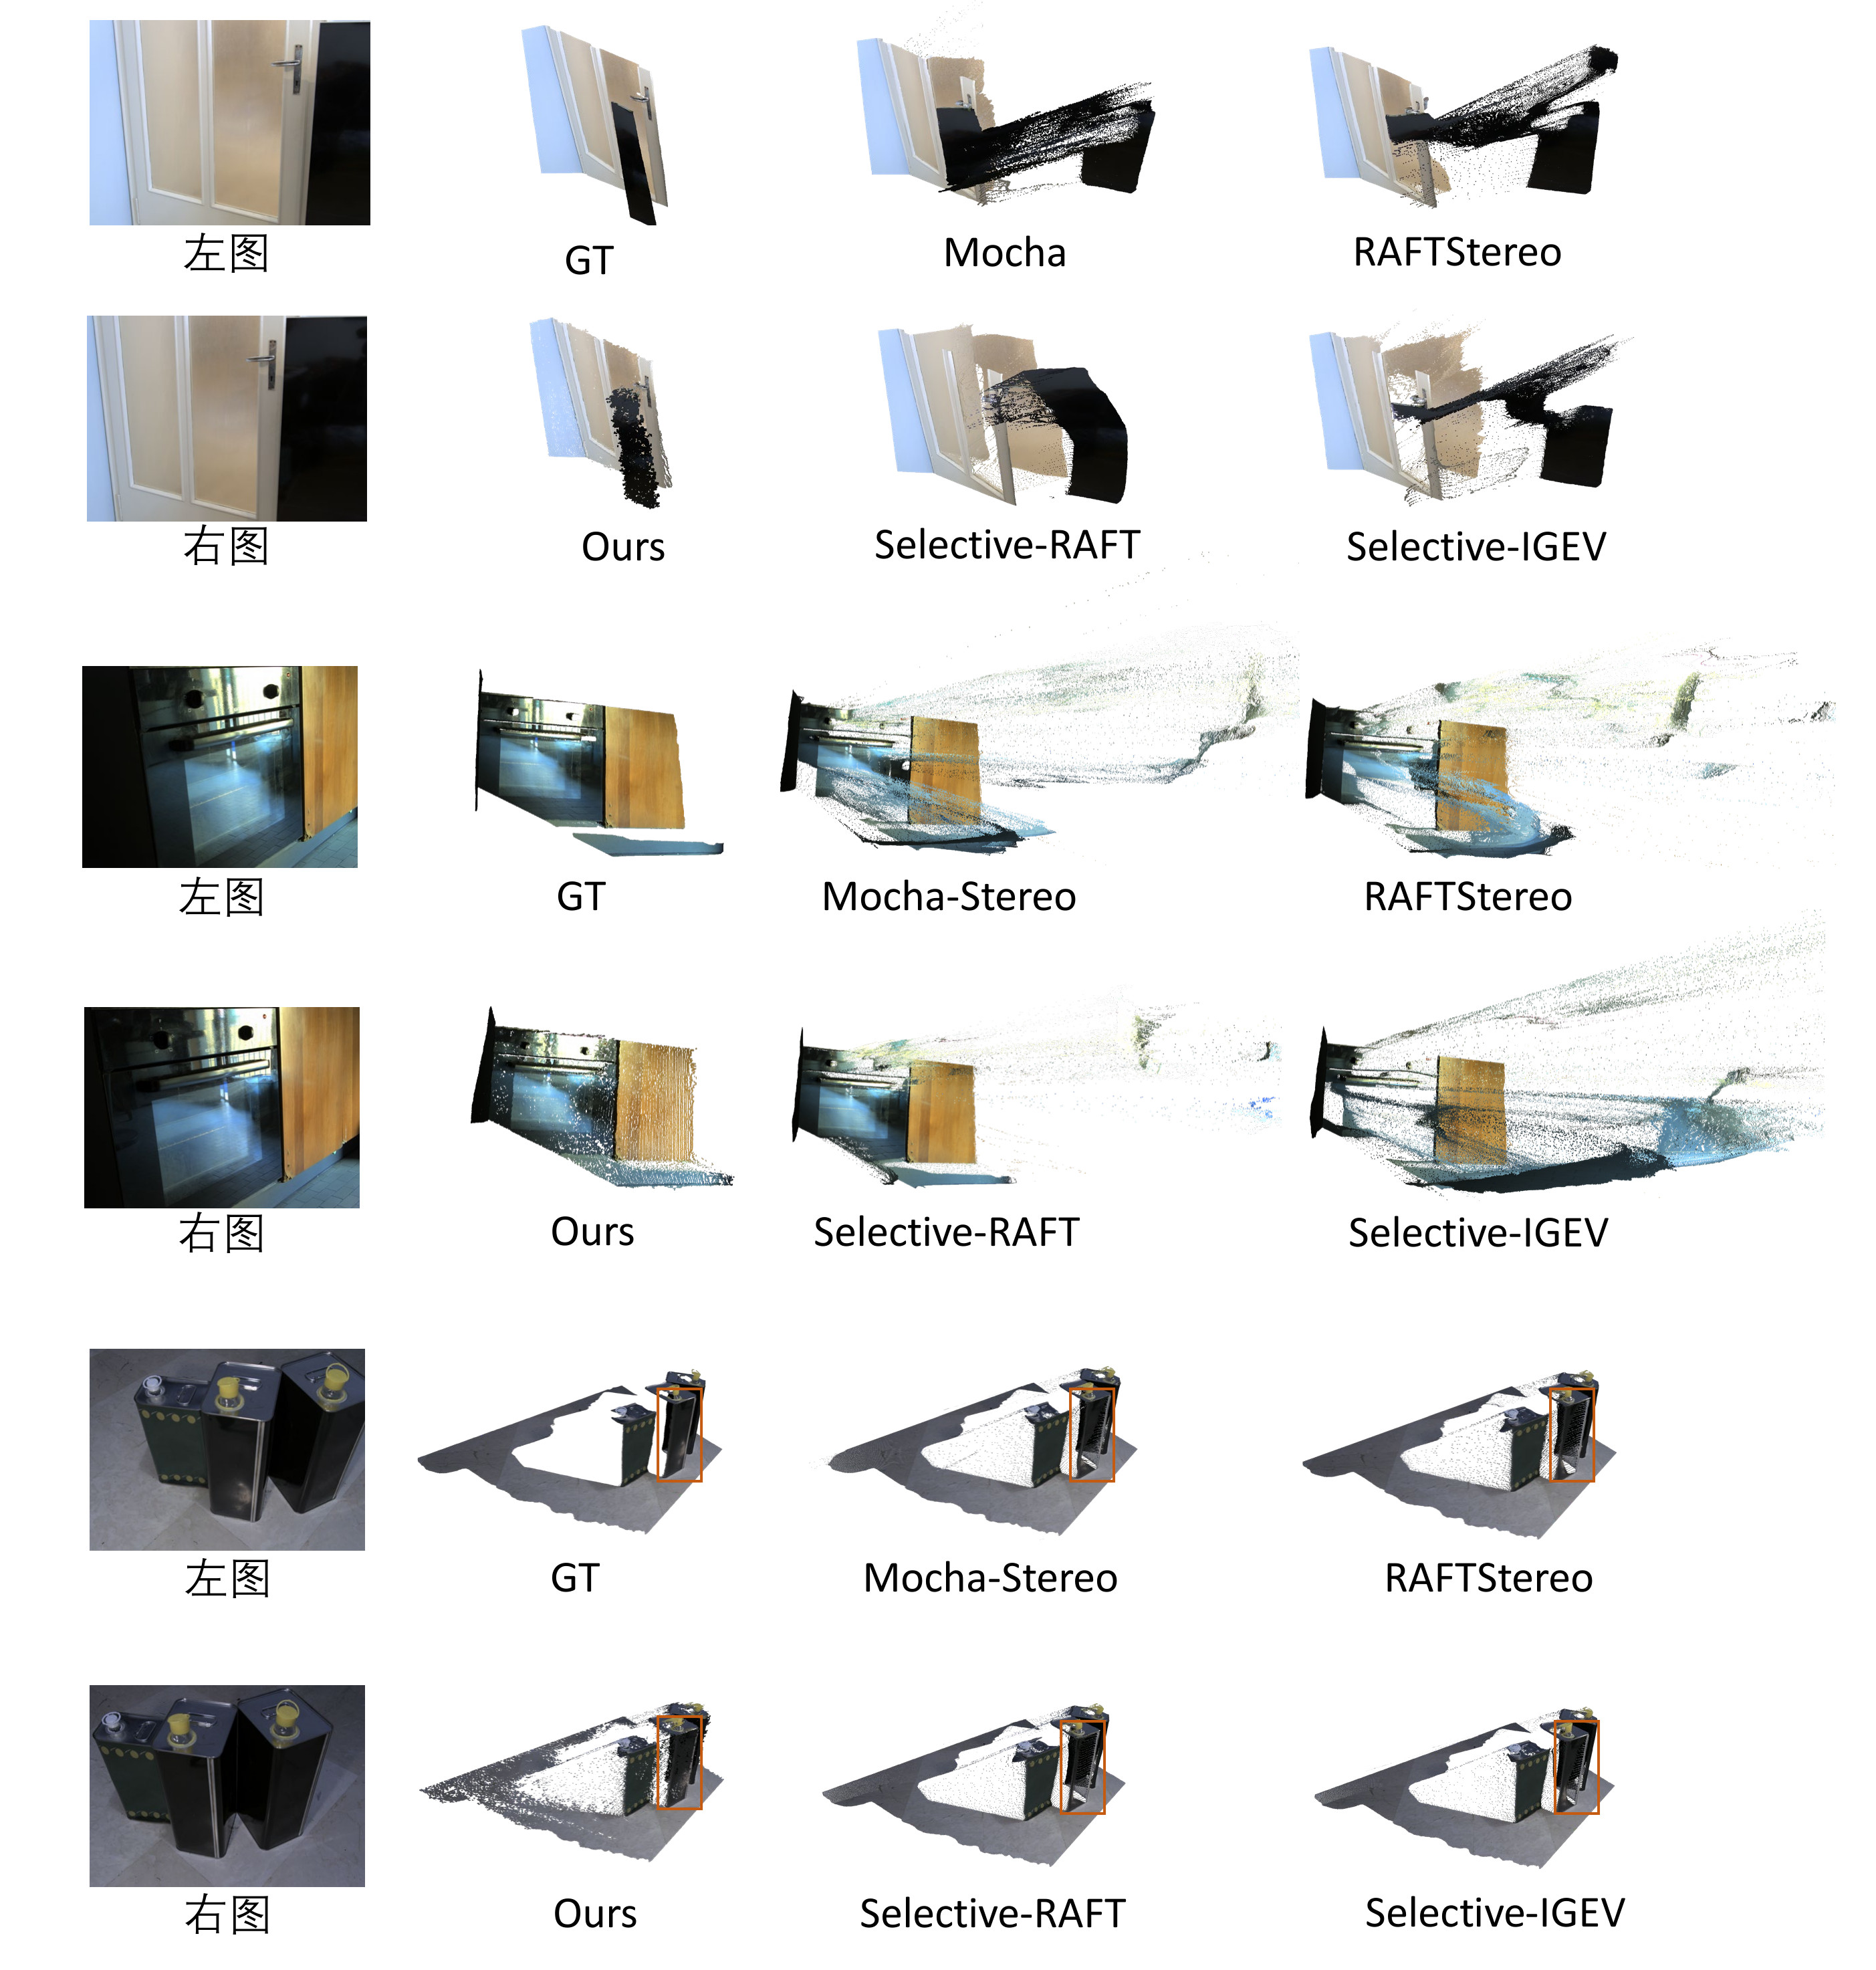 左图
GT
Mocha
RAFTStereo
右图
Ours
Selective-RAFT
Selective-IGEV
左图
GT
Mocha-Stereo
RAFTStereo
右图
Ours
Selective-RAFT
Selective-IGEV
左图
GT
Mocha-Stereo
RAFTStereo
右图
Ours
Selective-RAFT
Selective-IGEV